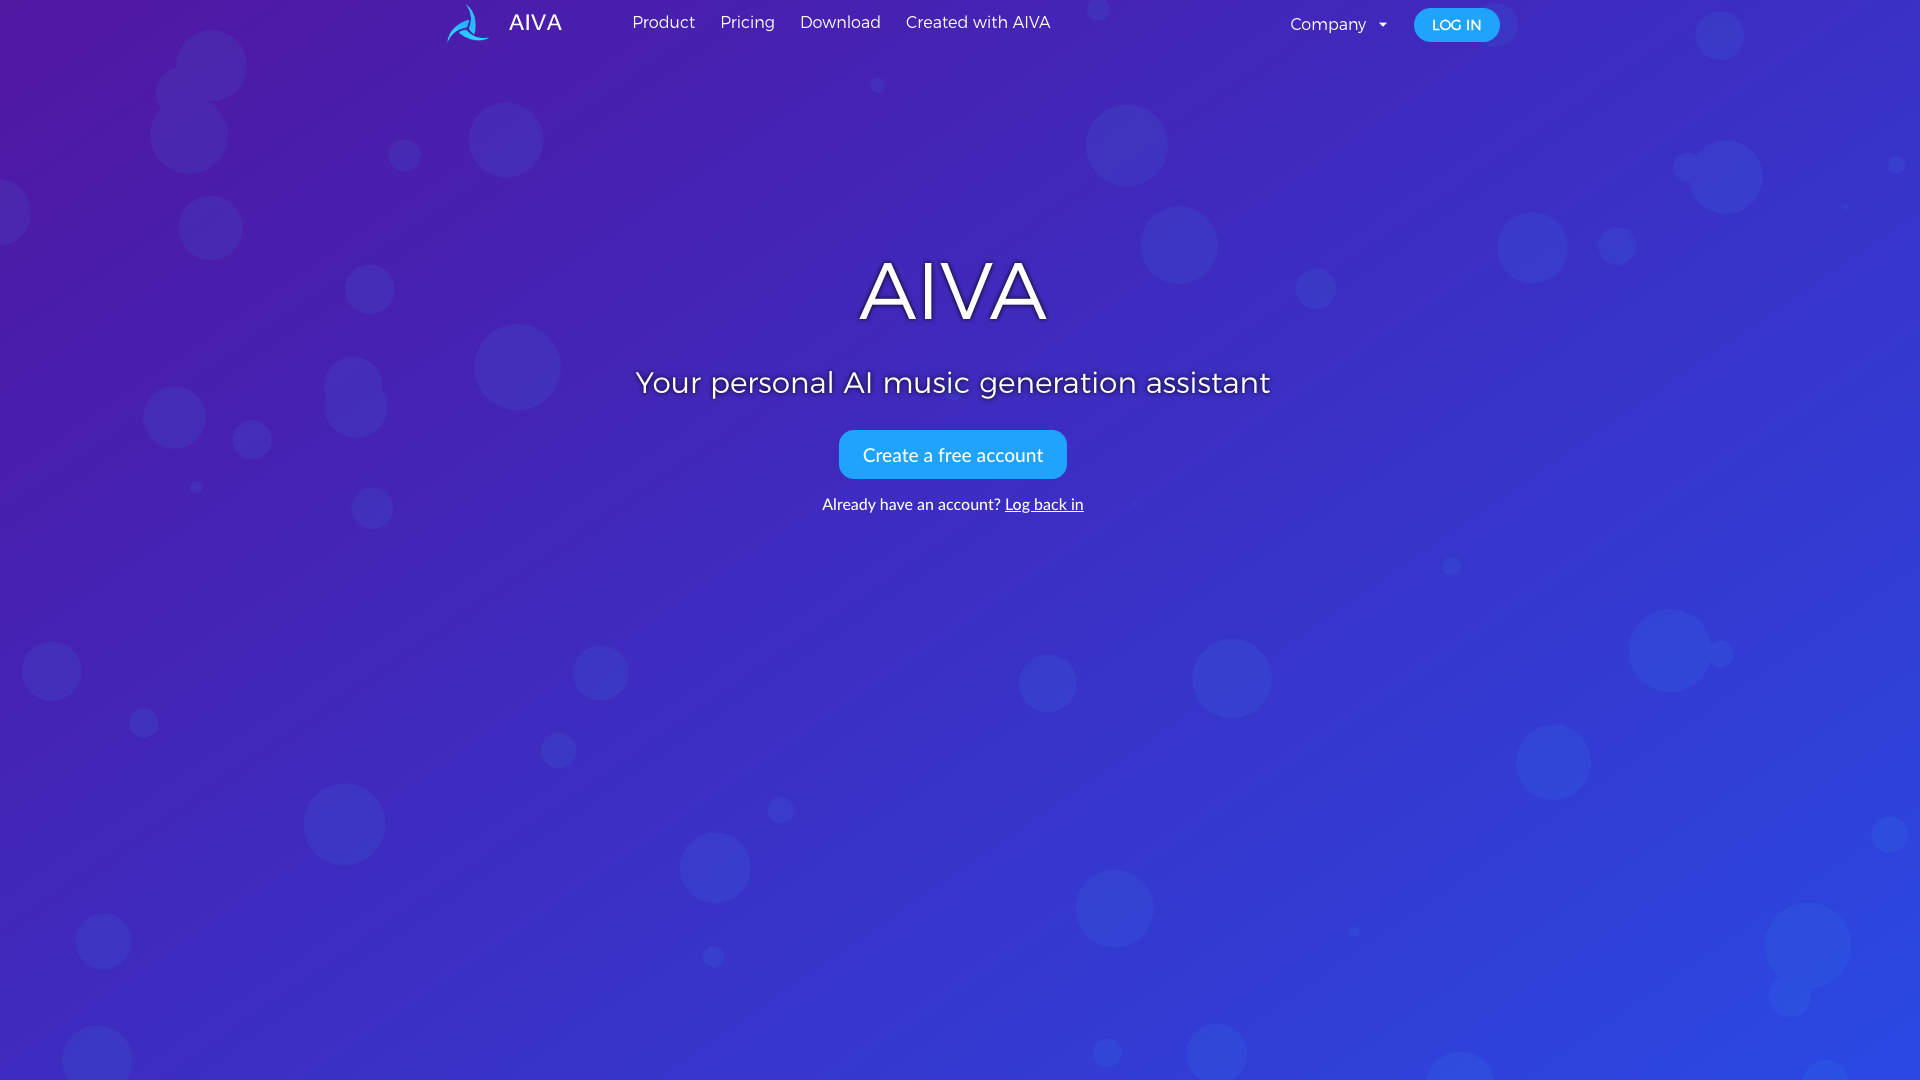 AIVA
Product
Pricing
Download
Created with AIVA
Company
LOG IN
AIVA
Your personal AI music generation assistant
Create a free account
Already have an account? Log back in